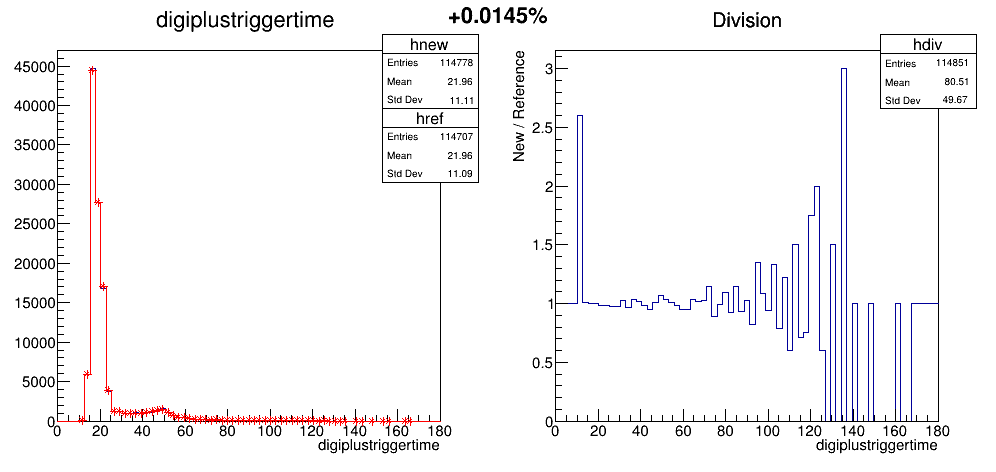 +0.0145%
digiplustriggertime
hnew
Entries 114778
Mean 21.96
Std Dev 11.11
href
Entries 114707
Mean 21.96
Std Dev 11.09
45000
40000
35000
30000
25000
20000
15000
10000
5000
0
0 20 40 60 80 100 120 140 160 180
digiplustriggertime
Division
hdiv
Entries 114851
Mean 80.51
Std Dev 49.67
New / Reference
3
2.5
2
1.5
1
0.5
0
0 20 40 60 80 100 120 140 160 180
digiplustriggertime